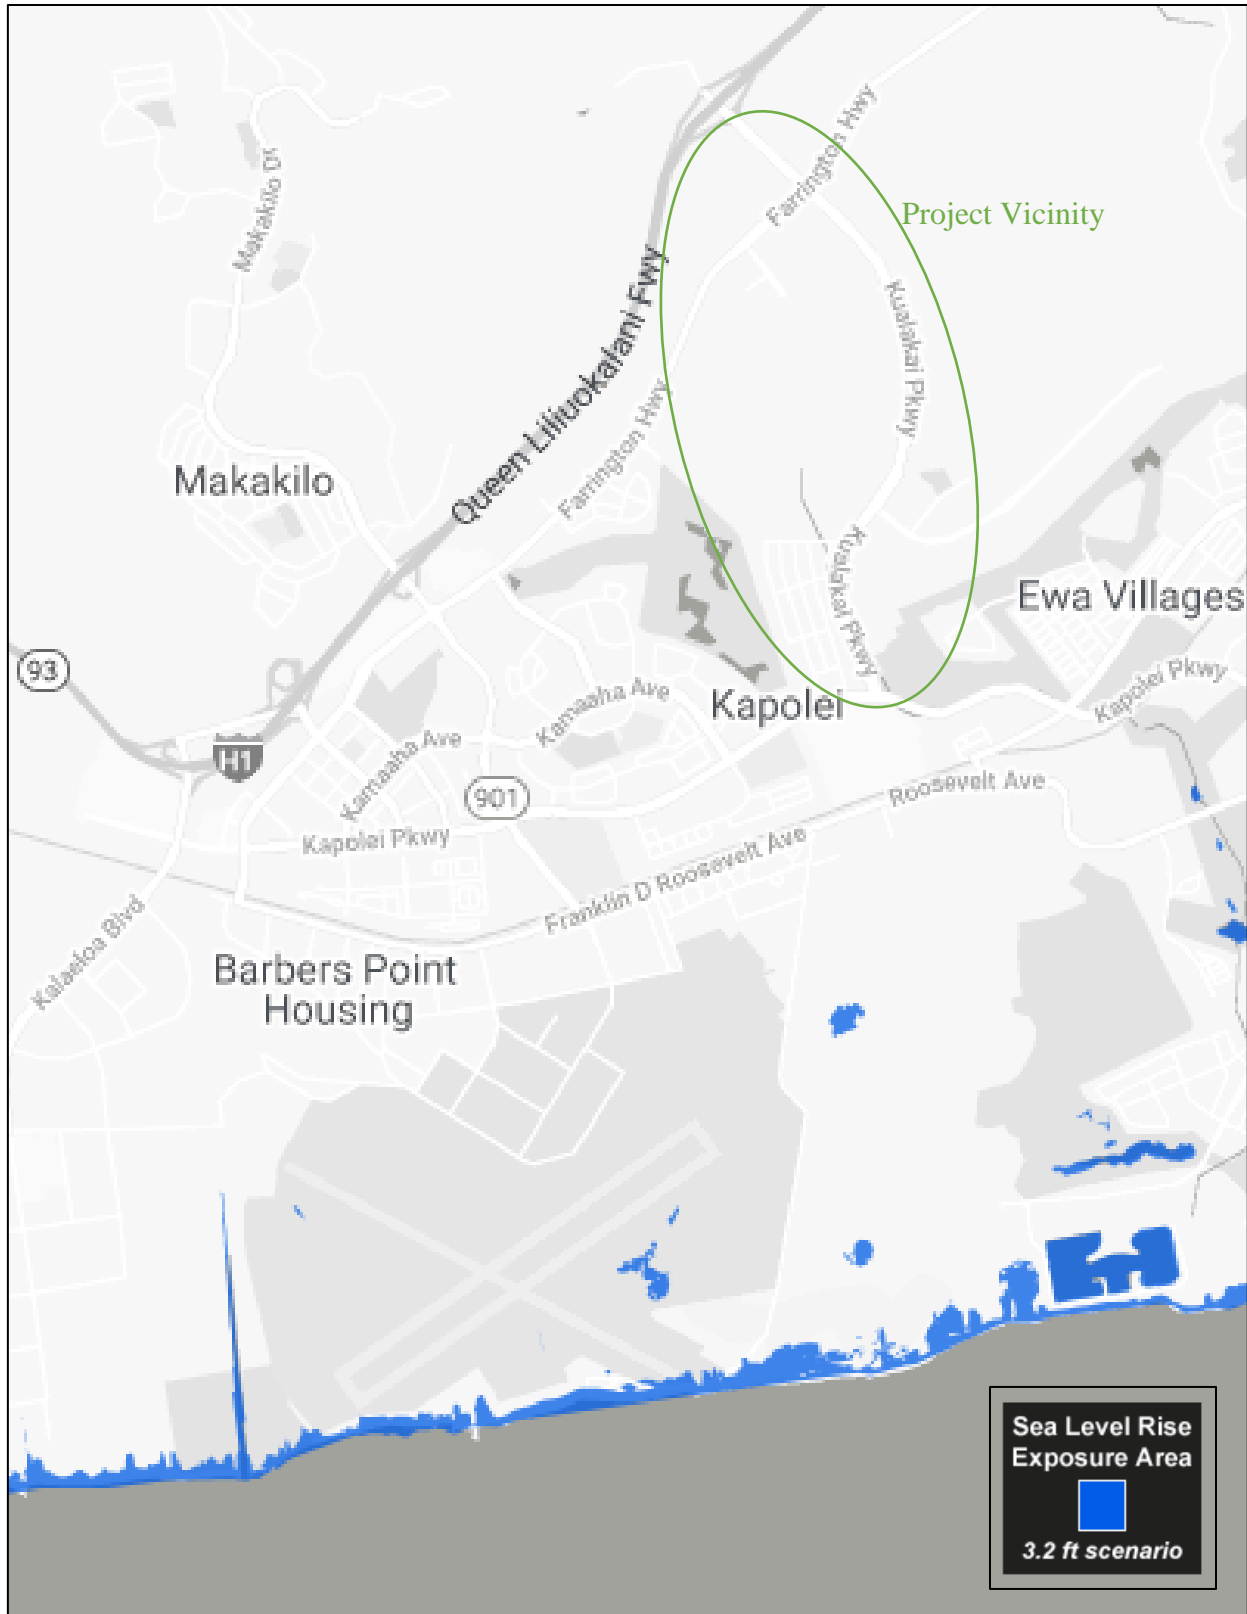 Farrington Hwy
Makakilo Dr
Project Vicinity
Queen Liliuokalani Fwy
Kualakai Pkwy
Farrington Hwy
Makakilo
Kualakai Pkwy
Ewa Villages
93
Kapolei Pkwy
Kamaaha Ave
Kapolei
H1
Kamaaha Ave
901
Roosevelt Ave
Kapolei Pkwy
Franklin D Roosevelt Ave
Kalaeloa Blvd
Barbers Point
Housing
Sea Level Rise
Exposure Area
3.2 ft scenario